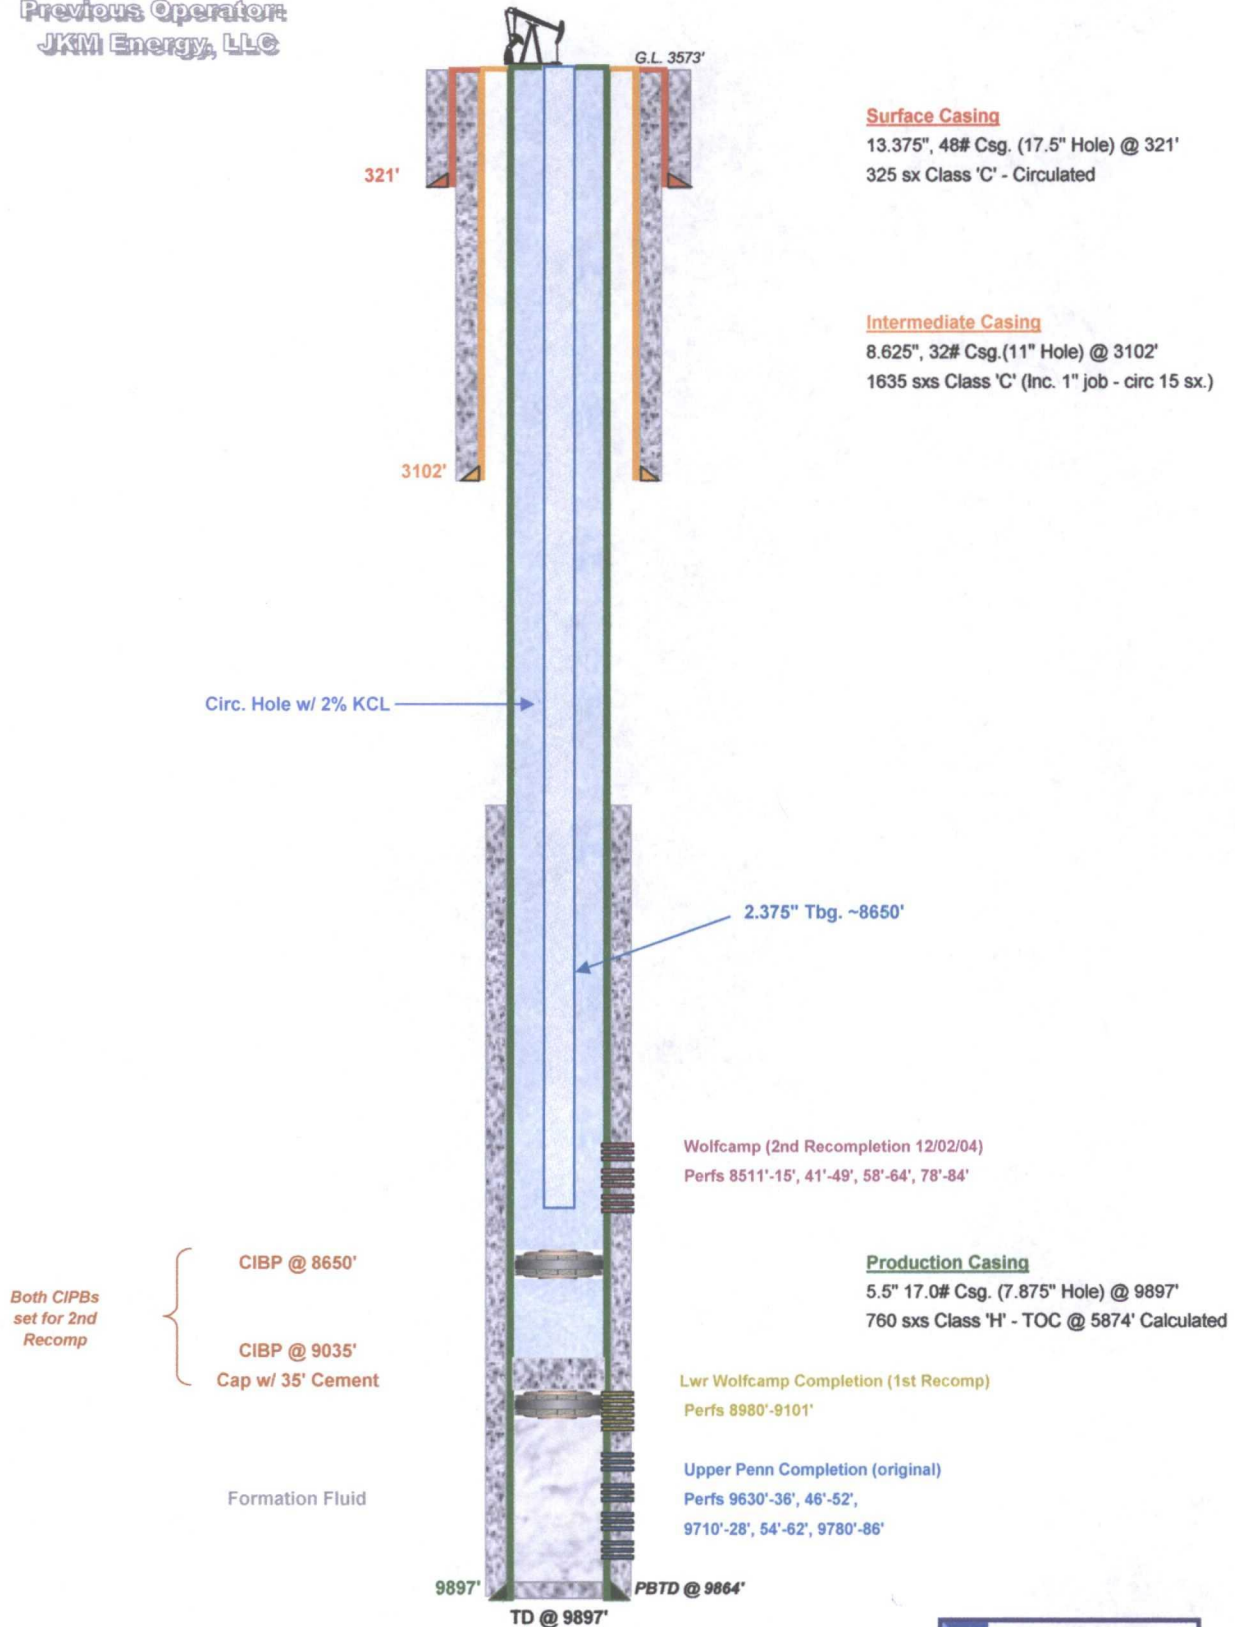 Previous Operator:
JKM Energy, LLC
G.L. 3573'
Surface Casing
13.375", 48# Csg. (17.5" Hole) @ 321'
325 sx Class 'C' - Circulated
321'
Intermediate Casing
8.625", 32# Csg.(11" Hole) @ 3102'
1635 sxs Class 'C' (Inc. 1" job - circ 15 sx.)
3102'
Circ. Hole w/ 2% KCL
2.375" Tbg. ~8650'
Wolfcamp (2nd Recompletion 12/02/04)
Perfs 8511'-15', 41'-49', 58'-64', 78'-84'
CIBP @ 8650'
Production Casing
5.5" 17.0# Csg. (7.875" Hole) @ 9897'
760 sxs Class 'H' - TOC @ 5874' Calculated
Both CIPBs
set for 2nd
Recomp
CIBP @ 9035'
Cap w/ 35' Cement
Lwr Wolfcamp Completion (1st Recomp)
Perfs 8980'-9101'
Upper Penn Completion (original)
Perfs 9630'-36', 46'-52',
9710'-28', 54'-62', 9780'-86'
Formation Fluid
9897'
PBTD @ 9864'
TD @ 9897'